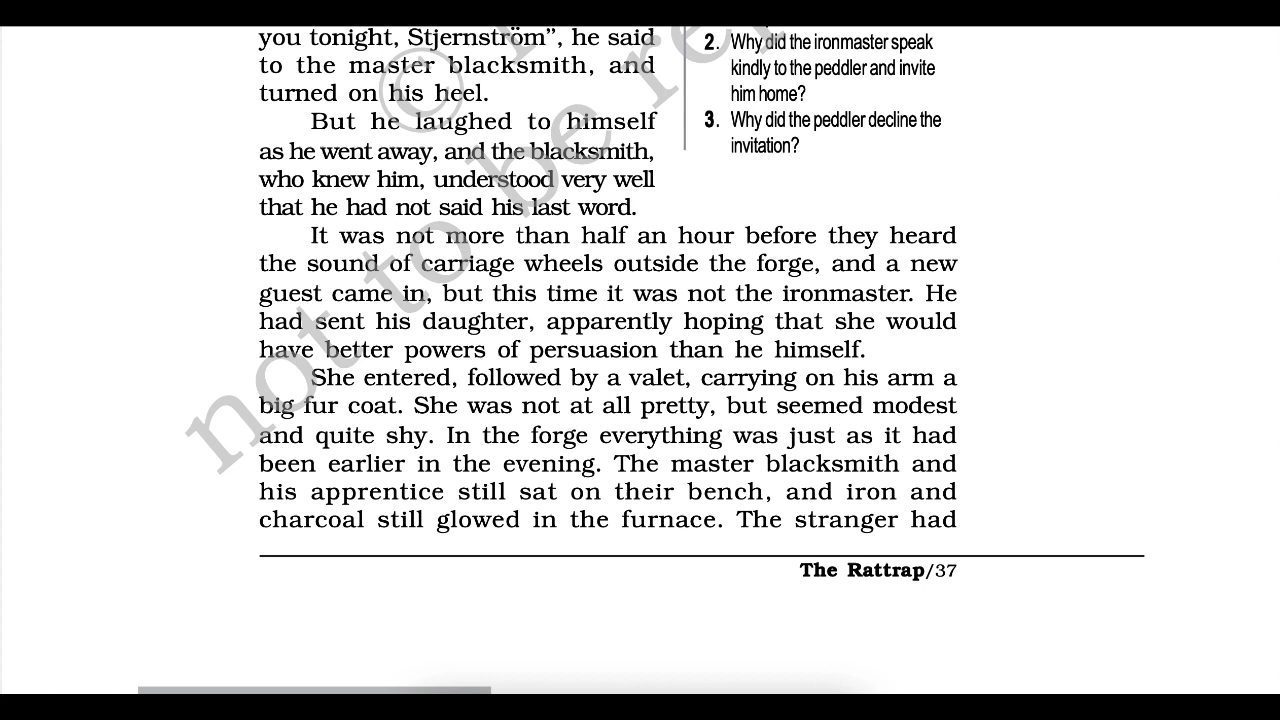 you tonight, Stjernström”, he said
to the master blacksmith, and
turned on his heel.
But he laughed to himself
as he went away, and the blacksmith,
who knew him, understood very well
that he had not said his last word.
2. Why did the ironmaster speak
kindly to the peddler and invite
him home?
3. Why did the peddler decline the
invitation?
It was not more than half an hour before they heard
the sound of carriage wheels outside the forge, and a new
guest came in, but this time it was not the ironmaster. He
had sent his daughter, apparently hoping that she would
have better powers of persuasion than he himself.
She entered, followed by a valet, carrying on his arm a
big fur coat. She was not at all pretty, but seemed modest
and quite shy. In the forge everything was just as it had
been earlier in the evening. The master blacksmith and
his apprentice still sat on their bench, and iron and
charcoal still glowed in the furnace. The stranger had
The Rattrap/37
not to be re
©